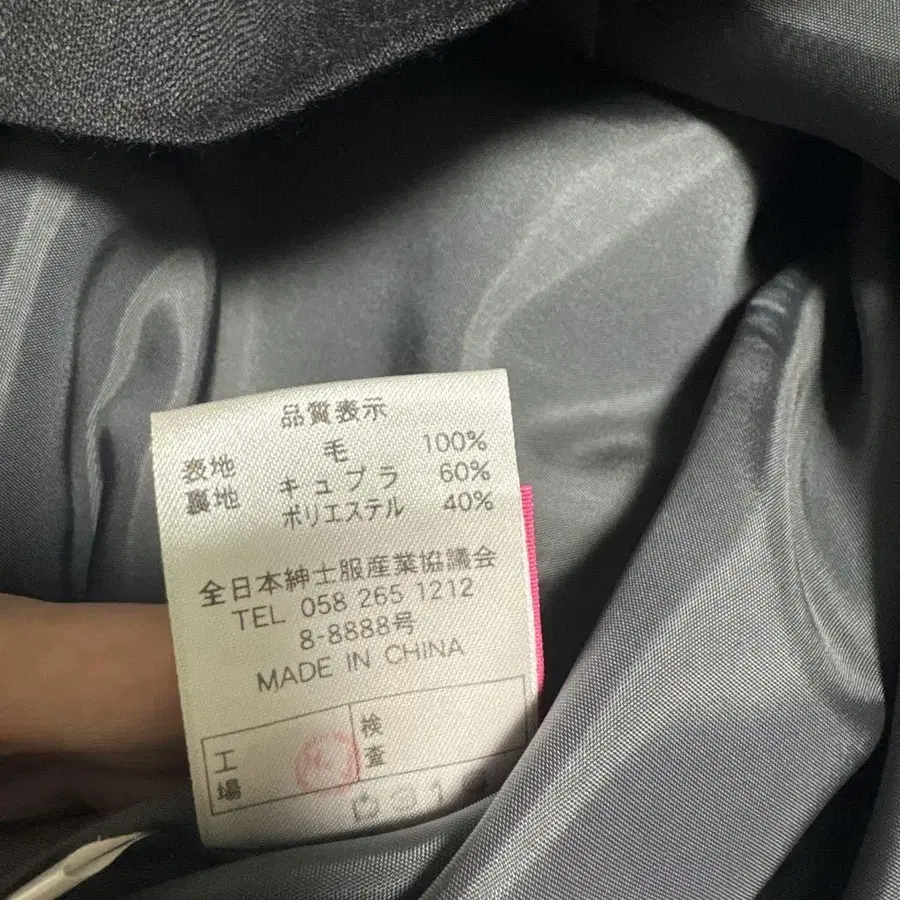 品質表示
表地 毛 100%
裏地 キュプラ 60%
ポリエステル 40%
全日本紳士服産業協議会
TEL 058 265 1212
8-8888号
MADE IN CHINA
工場
検査